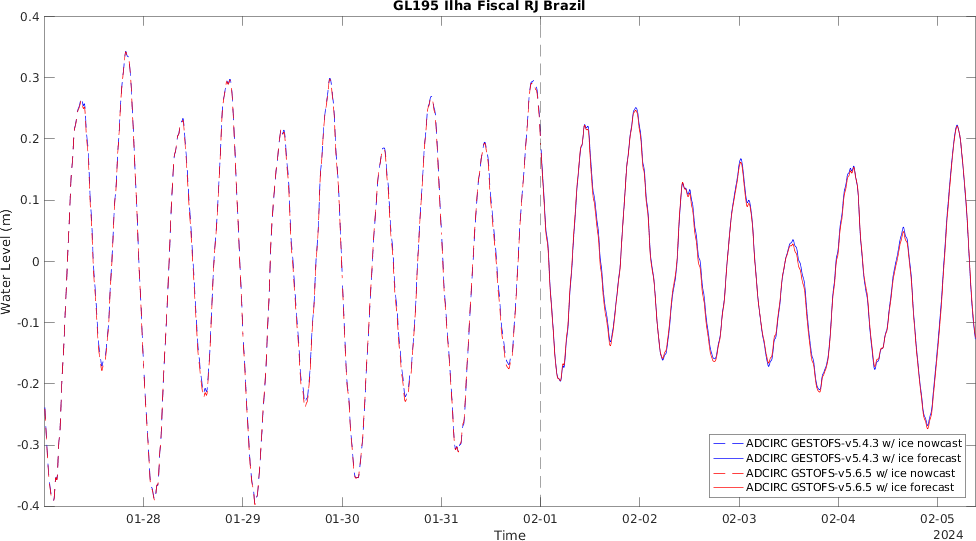 GL195 Ilha Fiscal RJ Brazil
0.4
0.3
0.2
0.1
0
-0.1
-0.2
-0.3
-0.4
Water Level (m)
ADCIRC GESTOFS-v5.4.3 w/ ice nowcast
ADCIRC GESTOFS-v5.4.3 w/ ice forecast
ADCIRC GSTOFS-v5.6.5 w/ ice nowcast
ADCIRC GSTOFS-v5.6.5 w/ ice forecast
01-28 01-29 01-30 01-31 02-01 02-02 02-03 02-04 02-05
Time
2024